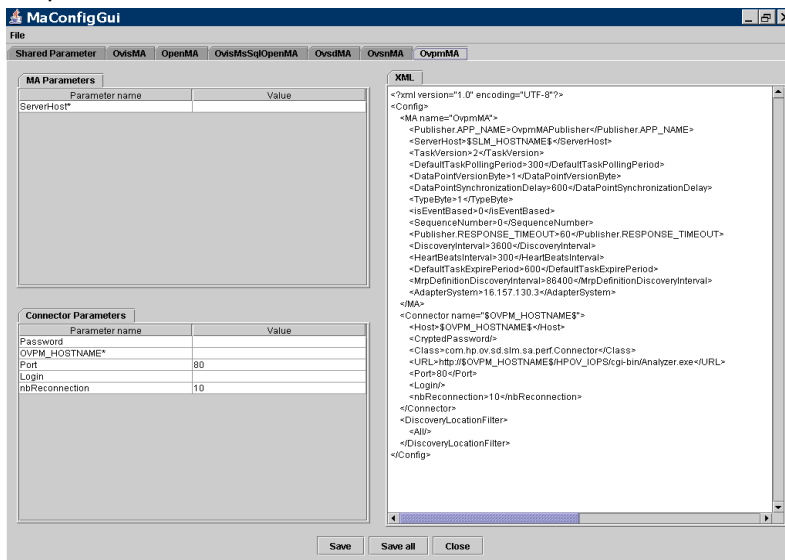 MaConfigGui
File
Shared Parameter OvisMA OpenMA OvisMsSqlOpenMA OvsdMA OvsnMA OvpmMA
MA Parameters
Parameter name Value
ServerHost*
Connector Parameters
Parameter name Value
Password
OVPM_HOSTNAME*
Port 80
Login
nbReconnection 10
XML
<?xml version="1.0" encoding="UTF-8"?>
<Config>
<MA name="OvpmMA">
<Publisher.APP_NAME>OvpmMAPublisher</Publisher.APP_NAME>
<ServerHost>$SLM_HOSTNAME$</ServerHost>
<TaskVersion>2</TaskVersion>
<DefaultTaskPollingPeriod>300</DefaultTaskPollingPeriod>
<DataPointVersionByte>1</DataPointVersionByte>
<DataPointSynchronizationDelay>600</DataPointSynchronizationDelay>
<TypeByte>1</TypeByte>
<isEventBased>0</isEventBased>
<SequenceNumber>0</SequenceNumber>
<Publisher.RESPONSE_TIMEOUT>60</Publisher.RESPONSE_TIMEOUT>
<DiscoveryInterval>3600</DiscoveryInterval>
<HeartBeatsInterval>300</HeartBeatsInterval>
<DefaultTaskExpirePeriod>600</DefaultTaskExpirePeriod>
<MrpDefinitionDiscoveryInterval>86400</MrpDefinitionDiscoveryInterval>
<AdapterSystem>16.157.130.3</AdapterSystem>
</MA>
<Connector name="$OVPM_HOSTNAME$">
<Host>$OVPM_HOSTNAME$</Host>
<CryptedPassword/>
<Class>com.hp.ov.sd.slm.sa.perf.Connector</Class>
<URL>http://$OVPM_HOSTNAME$/HPOV_IOPS/cgi-bin/Analyzer.exe</URL>
<Port>80</Port>
<Login/>
<nbReconnection>10</nbReconnection>
</Connector>
<DiscoveryLocationFilter>
<All/>
</DiscoveryLocationFilter>
</Config>
Save Save all Close